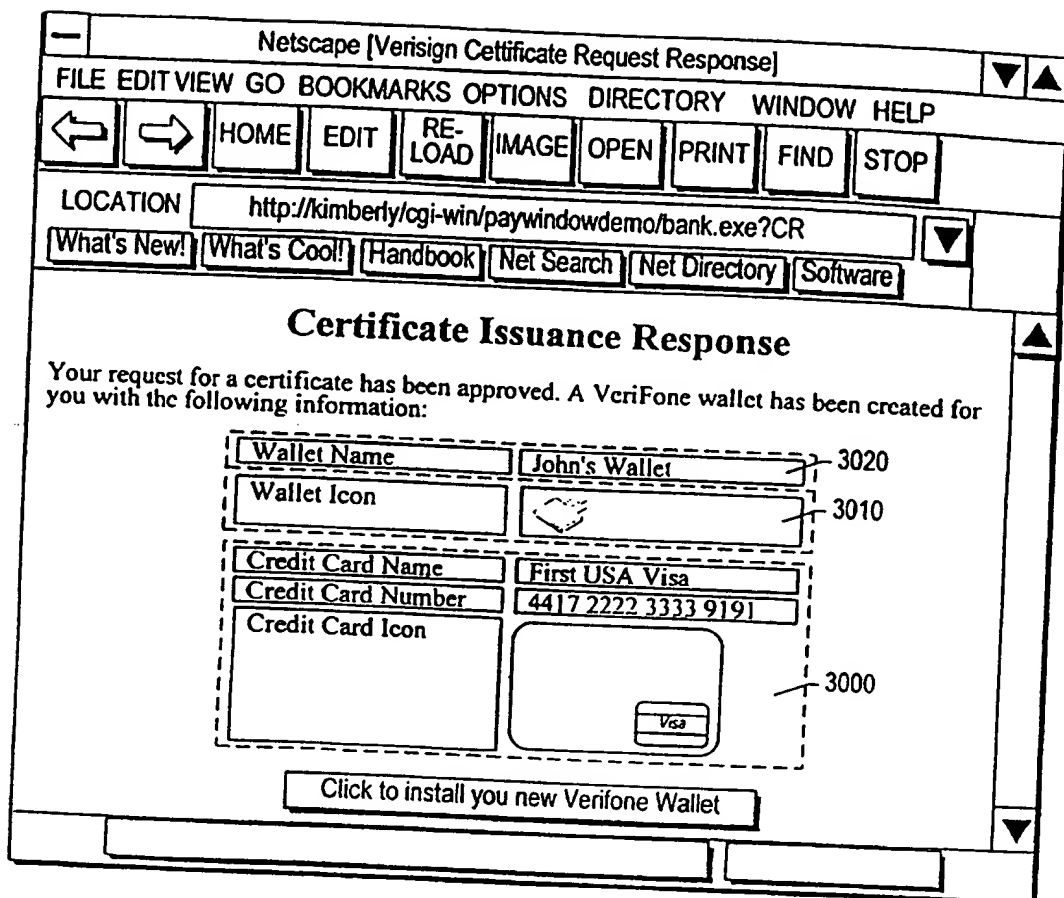 Netscape [Verisign Cettificate Request Response]
FILE EDIT VIEW GO BOOKMARKS OPTIONS DIRECTORY WINDOW HELP
HOME EDIT RE-LOAD IMAGE OPEN PRINT FIND STOP
LOCATION http://kimberly/cgi-win/paywindowdemo/bank.exe?CR
What's New! What's Cool! Handbook Net Search Net Directory Software
Certificate Issuance Response
Your request for a certificate has been approved. A VeriFone wallet has been created for
you with the following information:
Wallet Name John's Wallet 3020
Wallet Icon 3010
Credit Card Name First USA Visa
Credit Card Number 4417 2222 3333 9191
Credit Card Icon
3000
Visa
Click to install you new Verifone Wallet